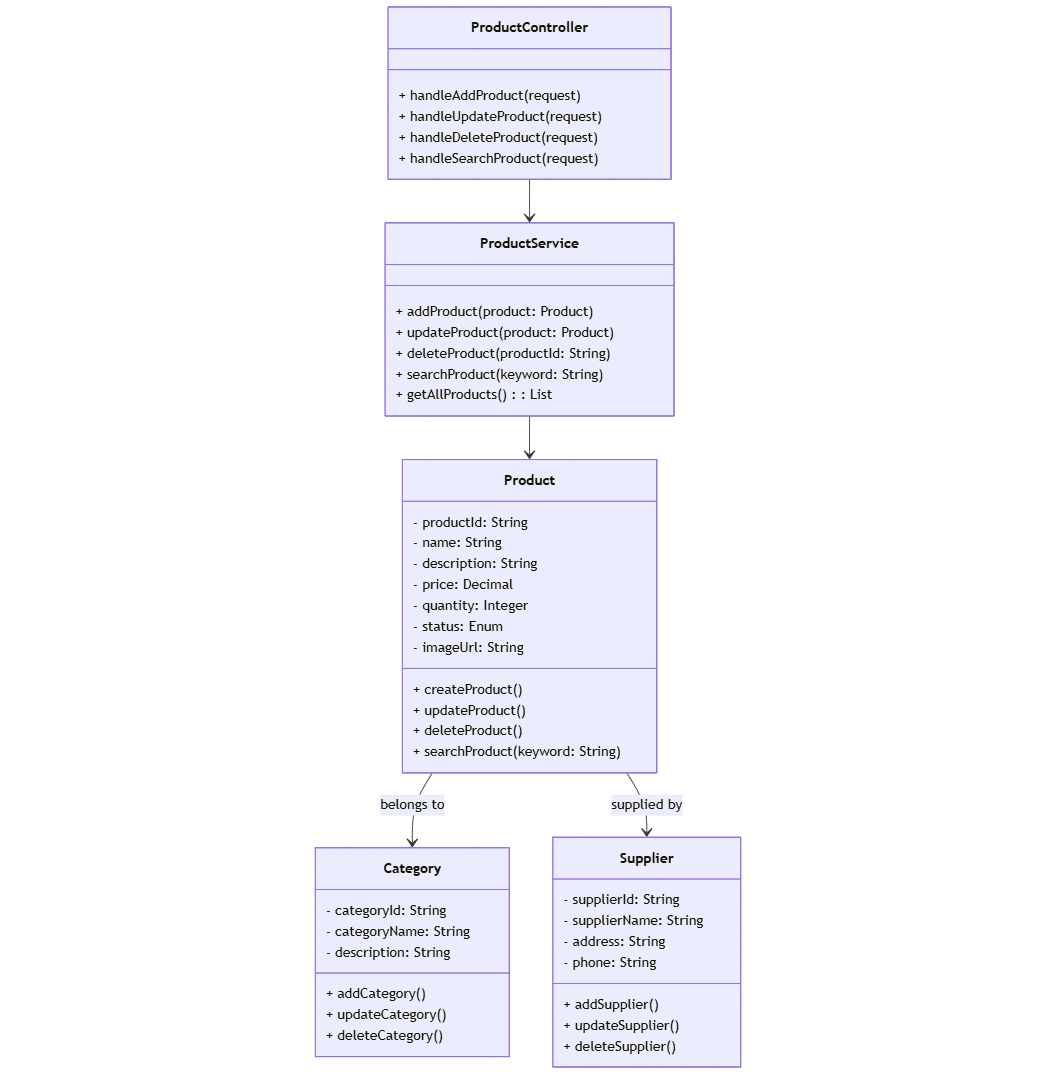 ProductController
+ handleAddProduct(request)
+ handleUpdateProduct(request)
+ handleDeleteProduct(request)
+ handleSearchProduct(request)
ProductService
+ addProduct(product: Product)
+ updateProduct(product: Product)
+ deleteProduct(productId: String)
+ searchProduct(keyword: String)
+ getAllProducts() : : List
Product
- productId: String
- name: String
- description: String
- price: Decimal
- quantity: Integer
- status: Enum
- imageUrl: String
+ createProduct()
+ updateProduct()
+ deleteProduct()
+ searchProduct(keyword: String)
belongs to
supplied by
Category
- categoryId: String
- categoryName: String
- description: String
+ addCategory()
+ updateCategory()
+ deleteCategory()
Supplier
- supplierId: String
- supplierName: String
- address: String
- phone: String
+ addSupplier()
+ updateSupplier()
+ deleteSupplier()